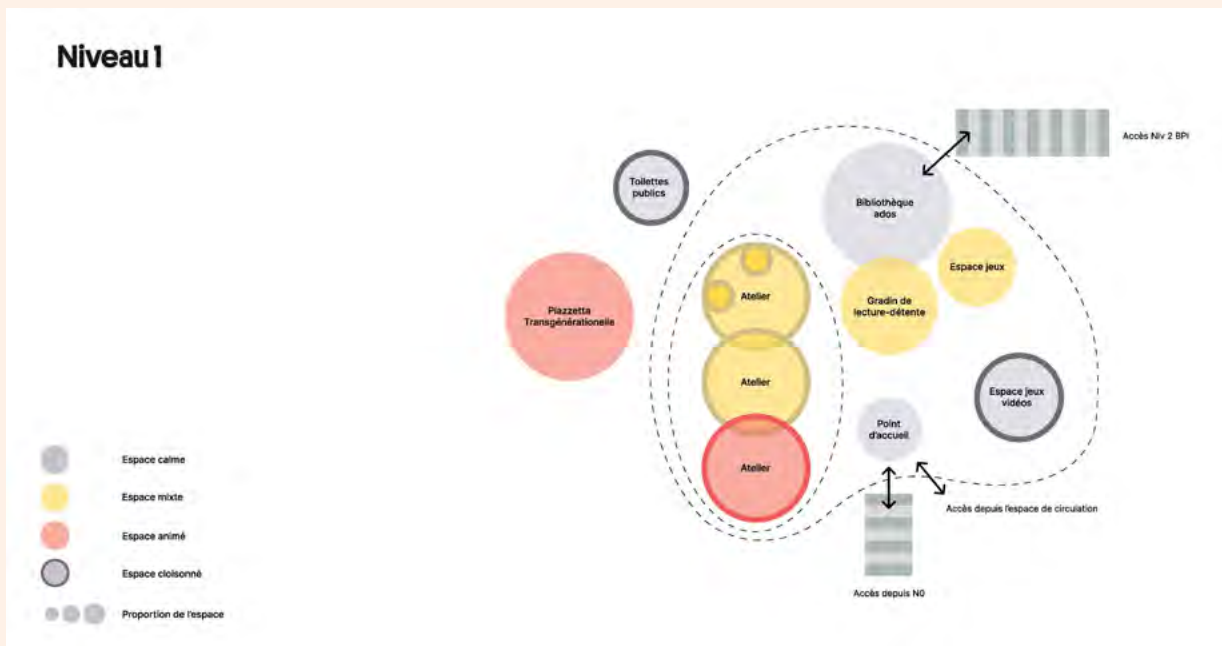 Niveau 1
Accès Niv 2 BPI
Toilettes
publics
Bibliothèque
ados
Espace jeux
Atelier
Gradin de
lecture-détente
Piazzetta
Transgénérationelle
Atelier
Espace jeux
vidéos
Point
d'accueil
Atelier
Accès depuis l'espace de circulation
Accès depuis N0
Espace calme
Espace mixte
Espace animé
Espace cloisonné
Proportion de l'espace